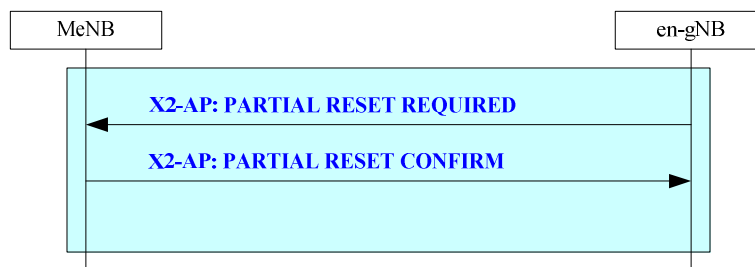 MeNB
en-gNB
X2-AP: PARTIAL RESET REQUIRED
X2-AP: PARTIAL RESET CONFIRM